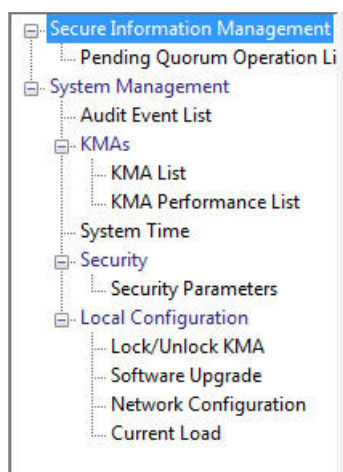 Secure Information Management
Pending Quorum Operation Li
System Management
Audit Event List
KMAs
KMA List
KMA Performance List
System Time
Security
Security Parameters
Local Configuration
Lock/Unlock KMA
Software Upgrade
Network Configuration
Current Load